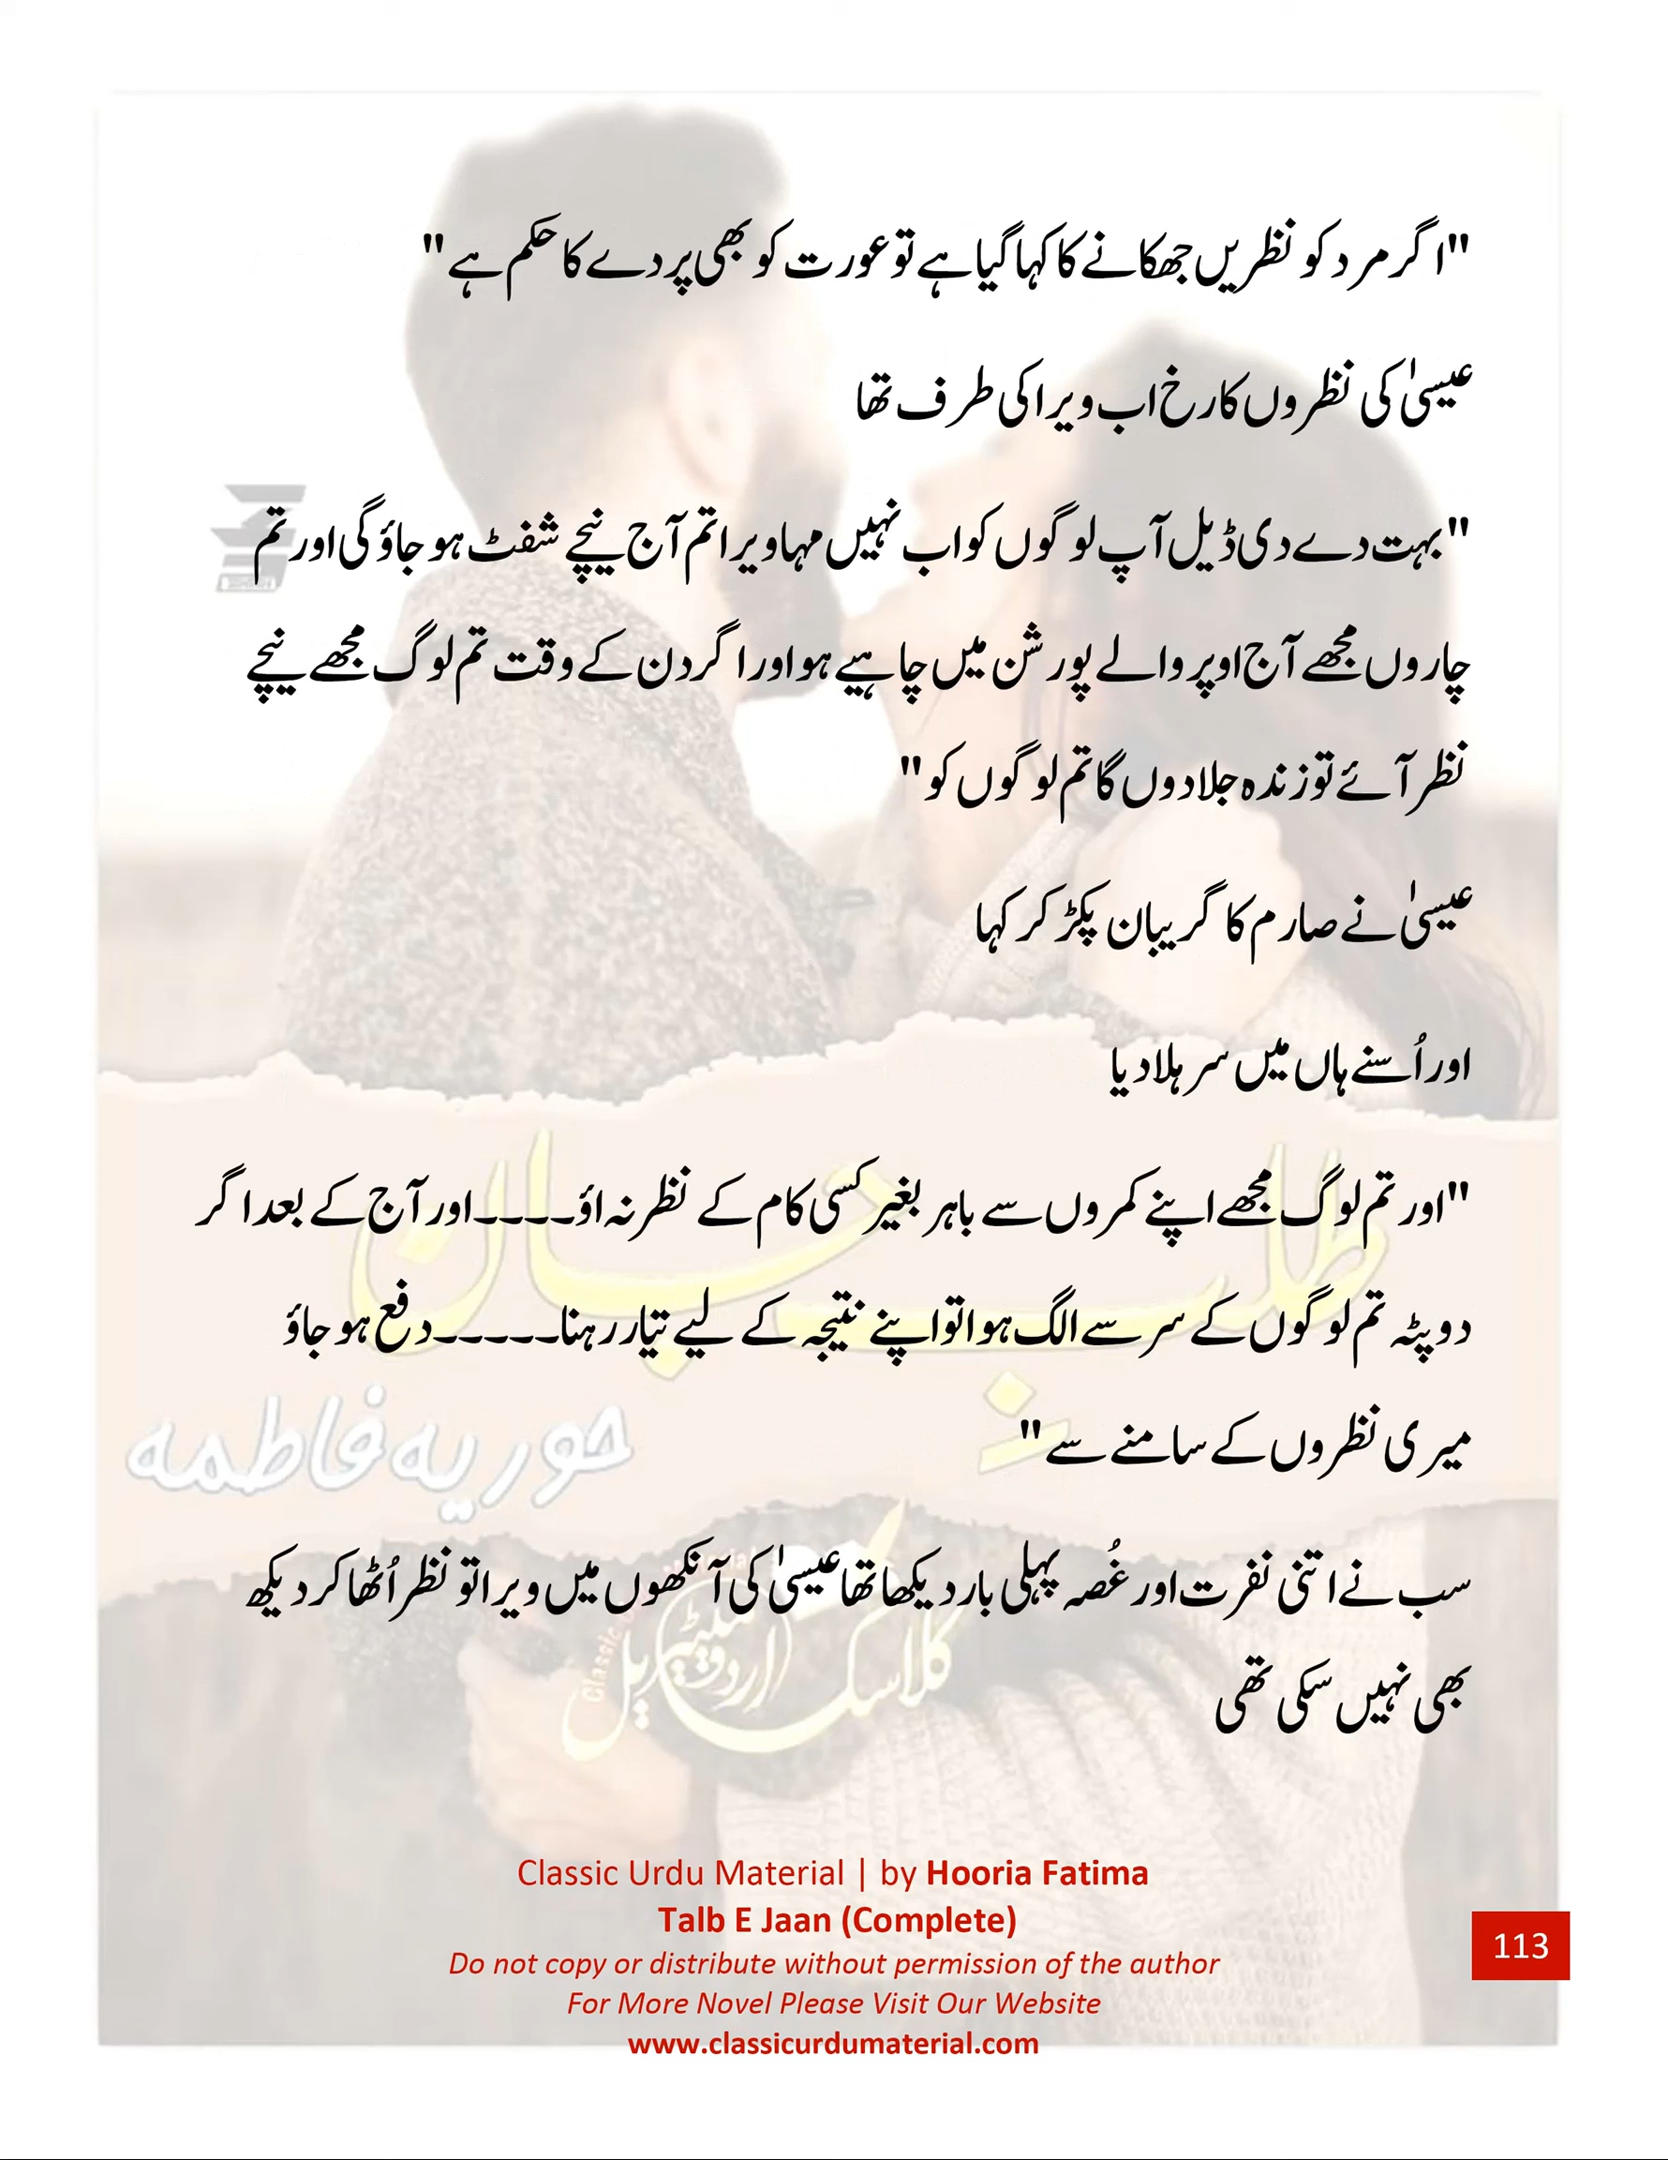 "اگر مرد کو نظریں جھکانے کا کہا گیا ہے تو عورت کو بھی پردے کا حکم ہے"
عیسیٰ کی نظروں کا رخ اب ویرا کی طرف تھا
"بہت دے دی ڈیل آپ لوگوں کو اب نہیں مہا ویرا تم آج نیچے شفٹ ہو جاؤ گی اور تم
چاروں مجھے آج اوپر والے پورشن میں چاہیے ہو اور اگر دن کے وقت تم لوگ مجھے نیچے
نظر آئے تو زندہ جلا دوں گا تم لوگوں کو"
عیسیٰ نے صارم کا گریبان پکڑ کر کہا
اور اُسنے ہاں میں سر ہلا دیا
"اور تم لوگ مجھے اپنے کمروں سے باہر بغیر کسی کام کے نظر نہ اؤ۔۔۔۔۔اور آج کے بعد اگر
دوپٹہ تم لوگوں کے سر سے الگ ہوا تو اپنے نتیجہ کے لیے تیار رہنا۔۔۔۔۔۔دفع ہو جاؤ
میری نظروں کے سامنے سے"
سب نے اتنی نفرت اور غُصہ پہلی بار دیکھا تھا عیسیٰ کی آنکھوں میں ویرا تو نظر اُٹھا کر دیکھ
بھی نہیں سکی تھی
طلب جان
حوریہ فاطمہ
کلاسک اردو مٹیریل
Classic
Classic Urdu Material | by Hooria Fatima
Talb E Jaan (Complete)
Do not copy or distribute without permission of the author
For More Novel Please Visit Our Website
www.classicurdumaterial.com
113